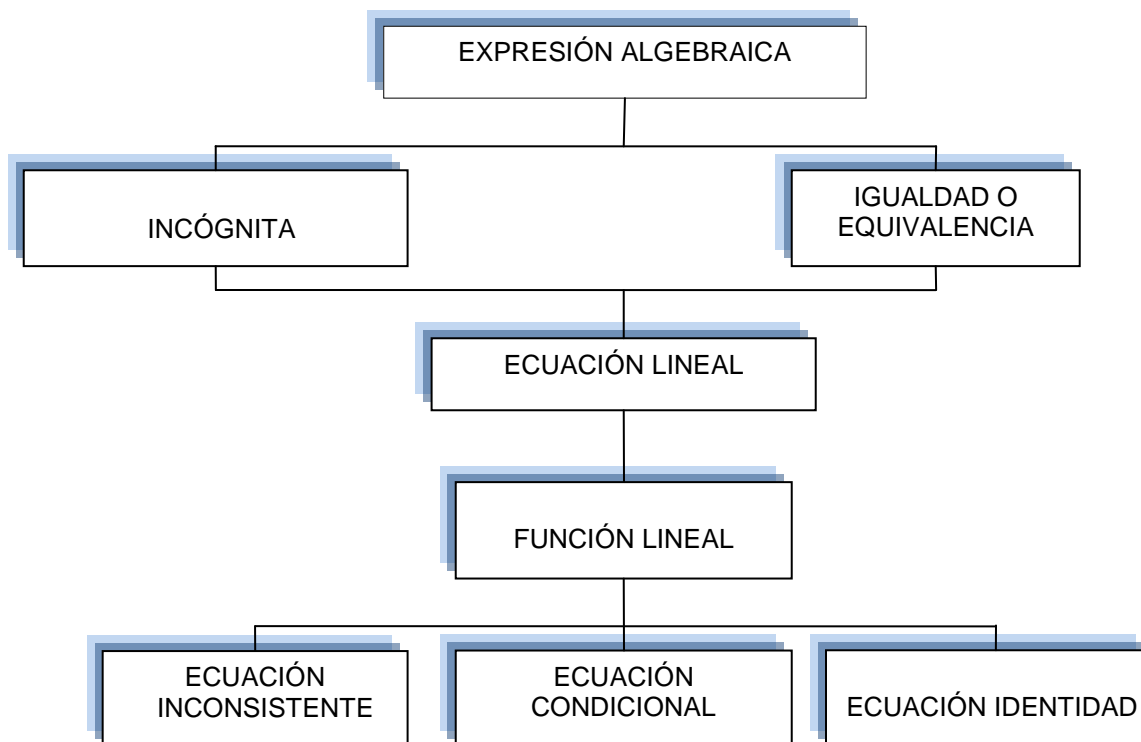 EXPRESIÓN ALGEBRAICA
INCÓGNITA
IGUALDAD O
EQUIVALENCIA
ECUACIÓN LINEAL
FUNCIÓN LINEAL
ECUACIÓN
INCONSISTENTE
ECUACIÓN
CONDICIONAL
ECUACIÓN IDENTIDAD